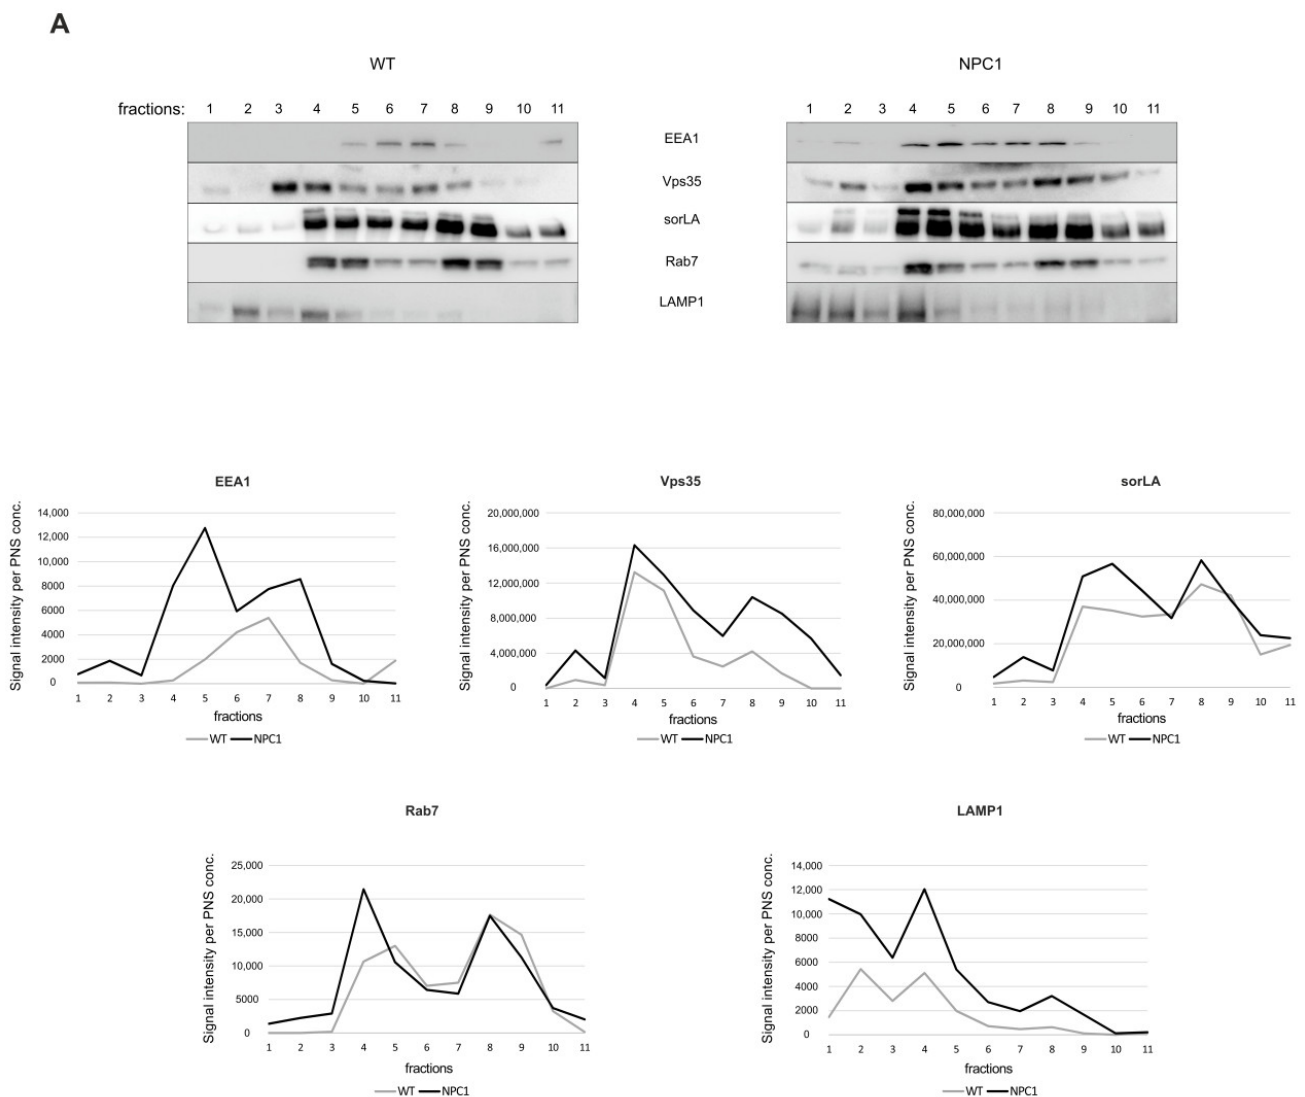 A
WT
NPC1
fractions: 1 2 3 4 5 6 7 8 9 10 11
1 2 3 4 5 6 7 8 9 10 11
EEA1
Vps35
sorLA
Rab7
LAMP1
EEA1
Signal intensity per PNS conc.
14,000
12,000
10,000
8000
6000
4000
2000
0
1 2 3 4 5 6 7 8 9 10 11
fractions
WT NPC1
Vps35
Signal intensity per PNS conc.
20,000,000
16,000,000
12,000,000
8,000,000
4,000,000
0
1 2 3 4 5 6 7 8 9 10 11
fractions
WT NPC1
sorLA
Signal intensity per PNS conc.
80,000,000
60,000,000
40,000,000
20,000,000
0
1 2 3 4 5 6 7 8 9 10 11
fractions
WT NPC1
Rab7
Signal intensity per PNS conc.
25,000
20,000
15,000
10,000
5000
0
1 2 3 4 5 6 7 8 9 10 11
fractions
WT NPC1
LAMP1
Signal intensity per PNS conc.
14,000
12,000
10,000
8000
6000
4000
2000
0
1 2 3 4 5 6 7 8 9 10 11
fractions
WT NPC1